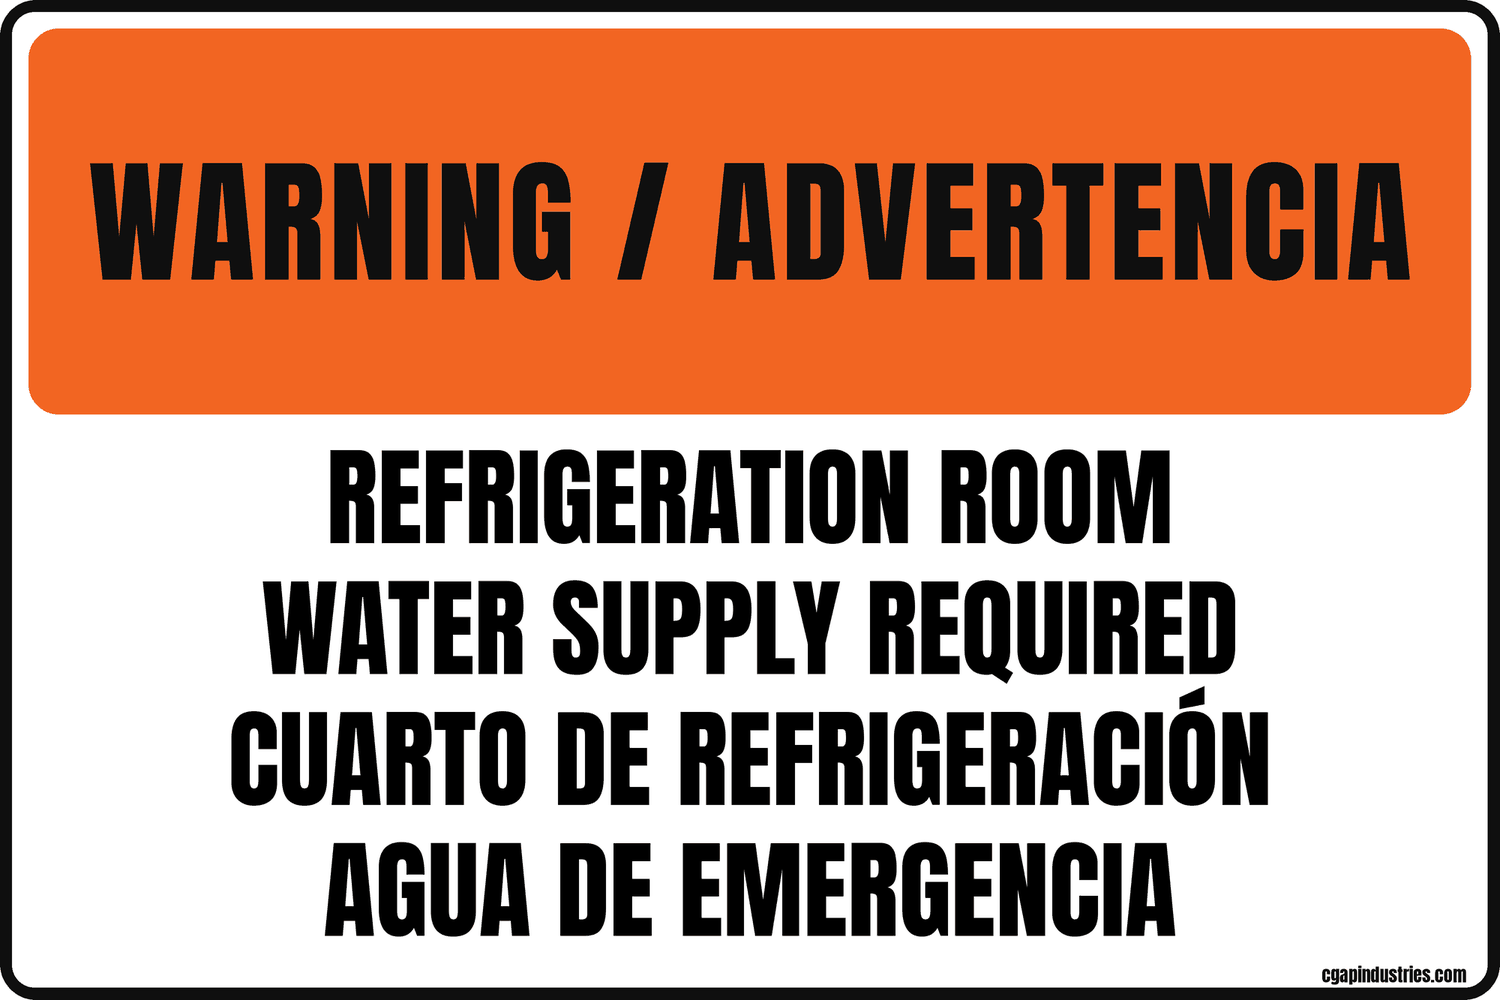 WARNING / ADVERTENCIA
REFRIGERATION ROOM
WATER SUPPLY REQUIRED
CUARTO DE REFRIGERACIÓN
AGUA DE EMERGENCIA
cgapindustries.com